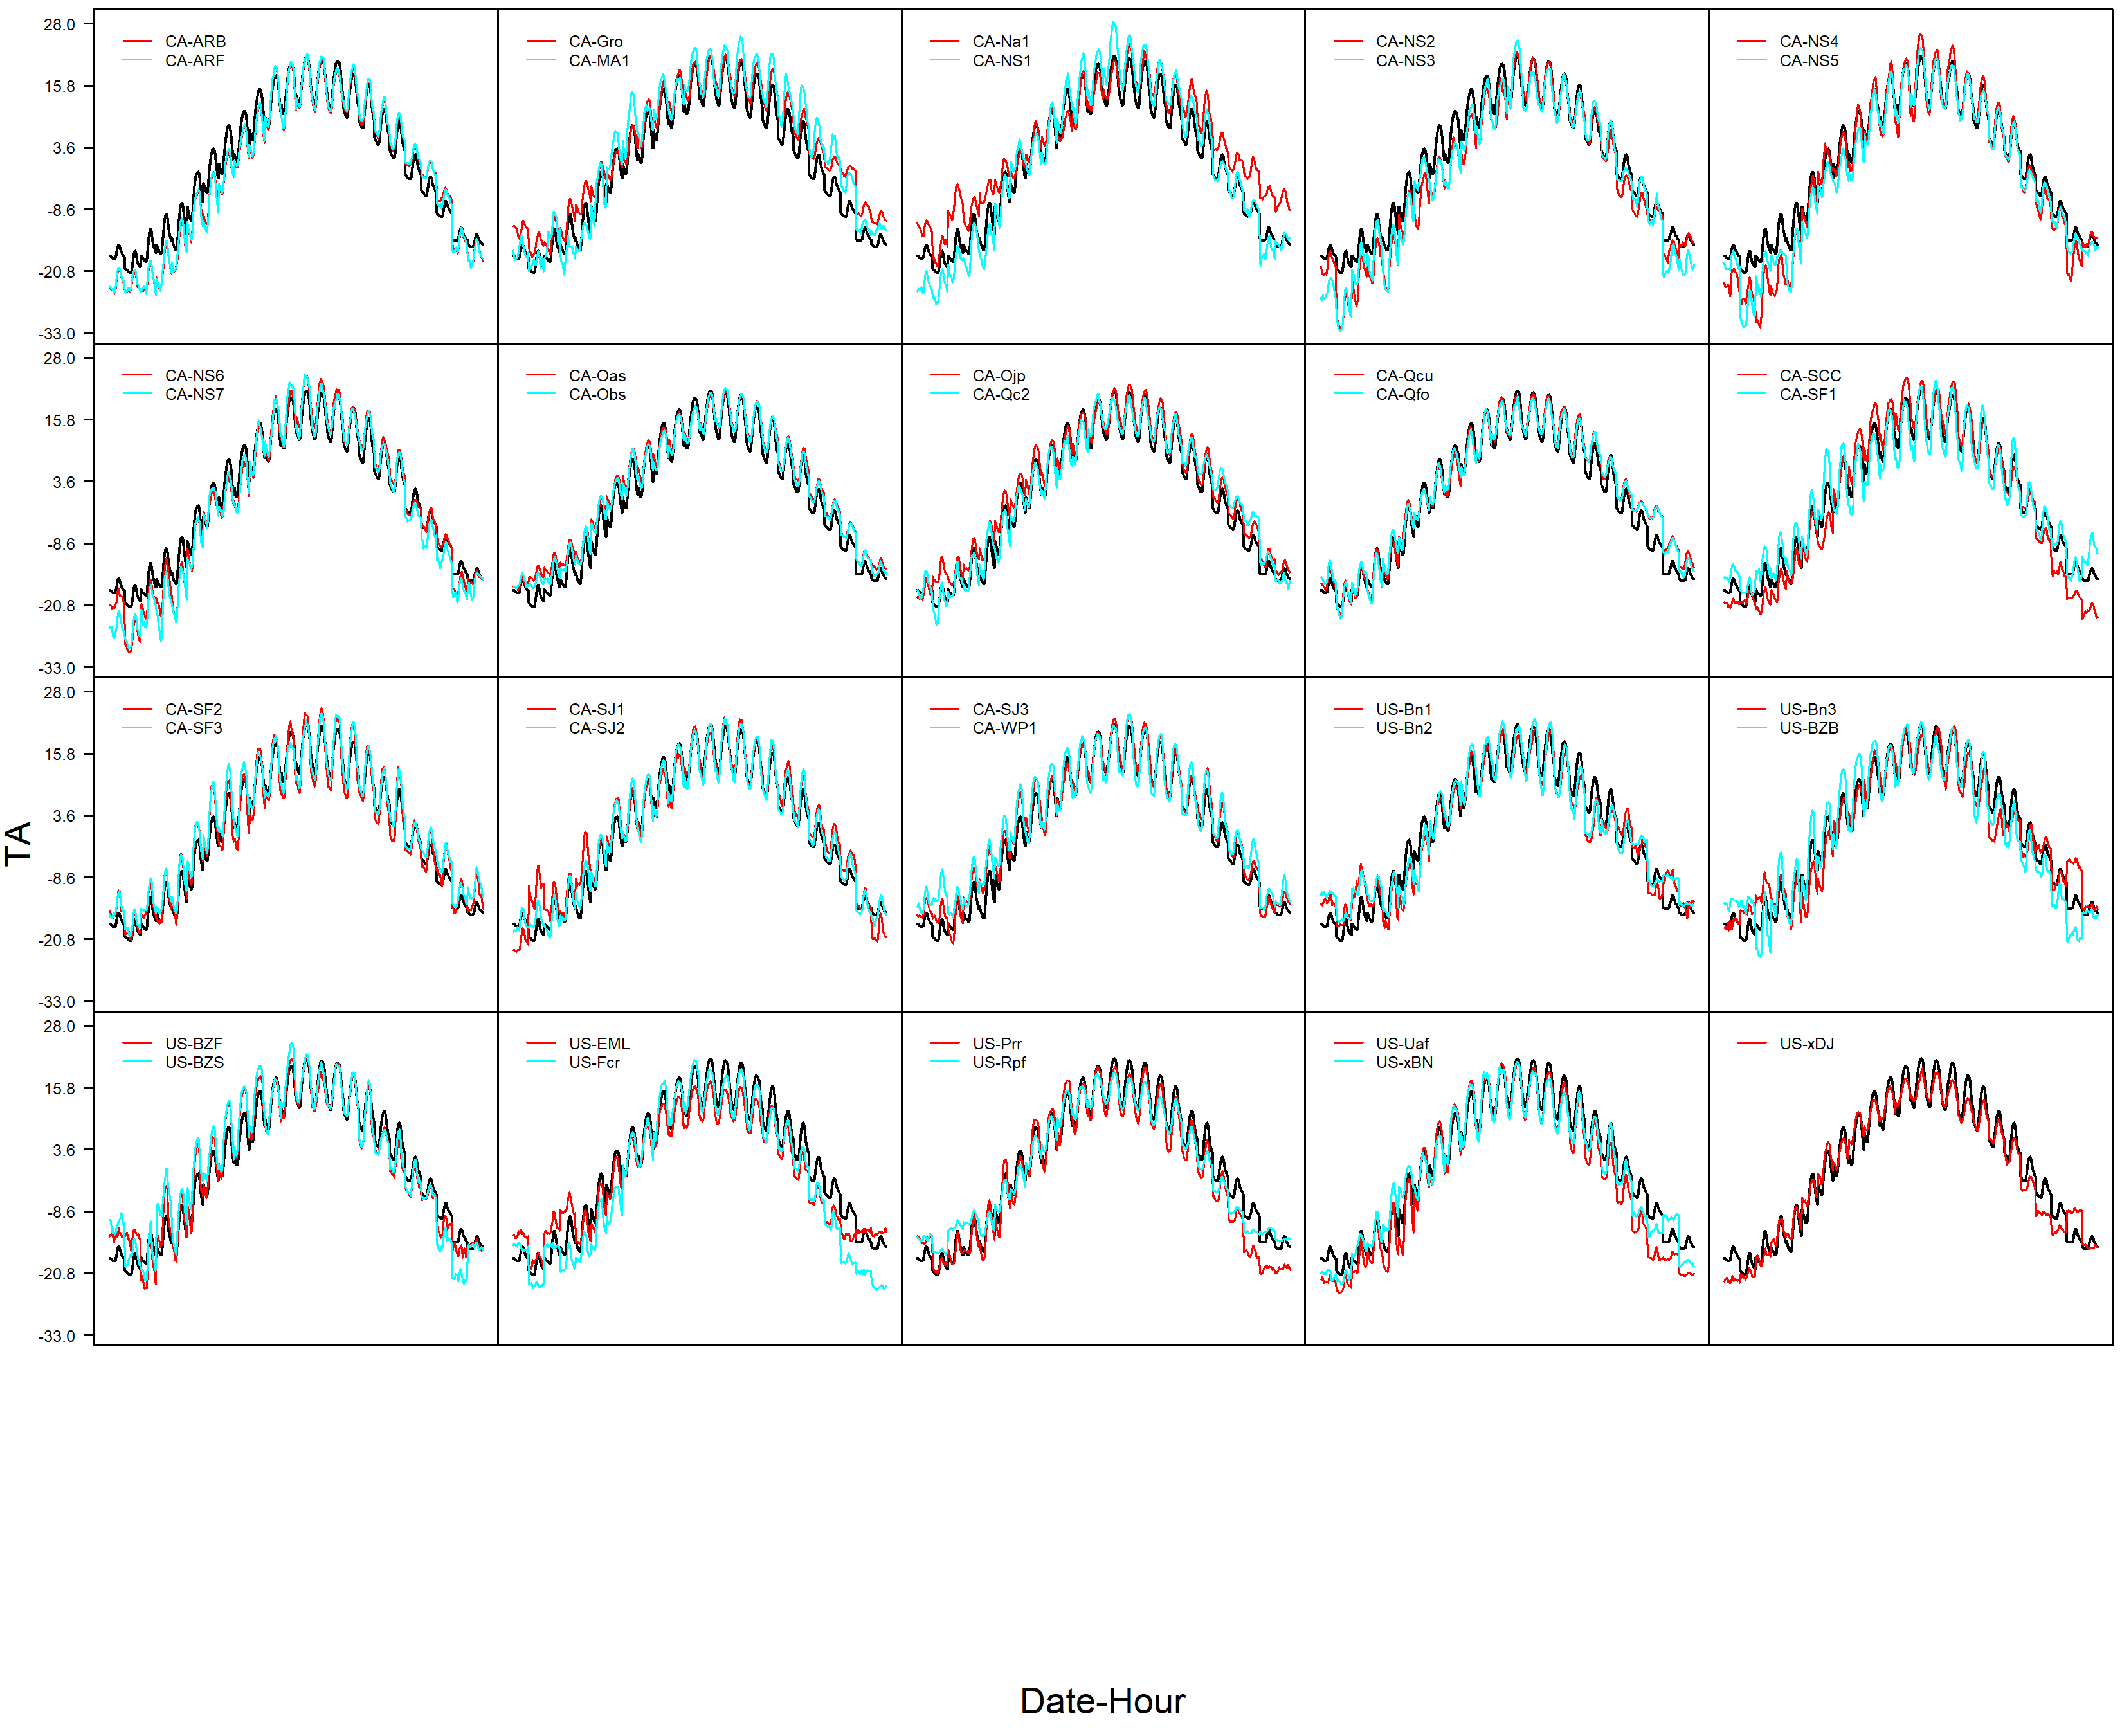 28.0
15.8
3.6
-8.6
-20.8
-33.0
CA-ARB
CA-ARF
CA-Gro
CA-MA1
CA-Na1
CA-NS1
CA-NS2
CA-NS3
CA-NS4
CA-NS5
28.0
15.8
3.6
-8.6
-20.8
-33.0
CA-NS6
CA-NS7
CA-Oas
CA-Obs
CA-Ojp
CA-Qc2
CA-Qcu
CA-Qfo
CA-SCC
CA-SF1
28.0
15.8
3.6
-8.6
-20.8
-33.0
CA-SF2
CA-SF3
CA-SJ1
CA-SJ2
CA-SJ3
CA-WP1
US-Bn1
US-Bn2
US-Bn3
US-BZB
28.0
15.8
3.6
-8.6
-20.8
-33.0
US-BZF
US-BZS
US-EML
US-Fcr
US-Prr
US-Rpf
US-Uaf
US-xBN
US-xDJ
TA
Date-Hour